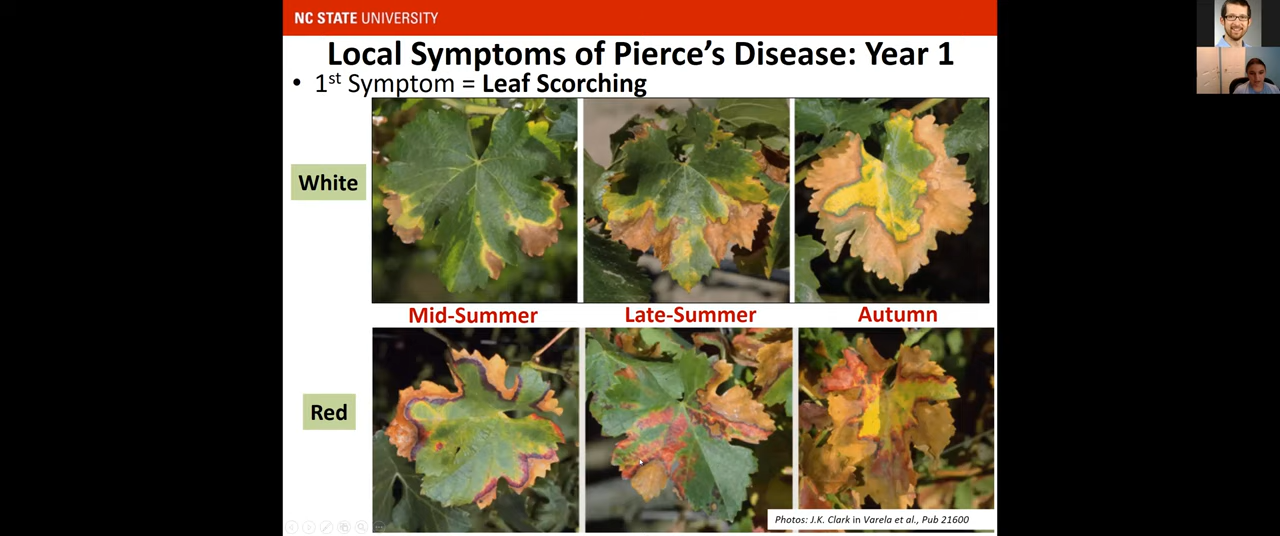 NC STATE UNIVERSITY
Local Symptoms of Pierce's Disease: Year 1
• 1st Symptom = Leaf Scorching
White
Mid-Summer
Late-Summer
Autumn
Red
Photos: J.K. Clark in Varela et al., Pub 21600